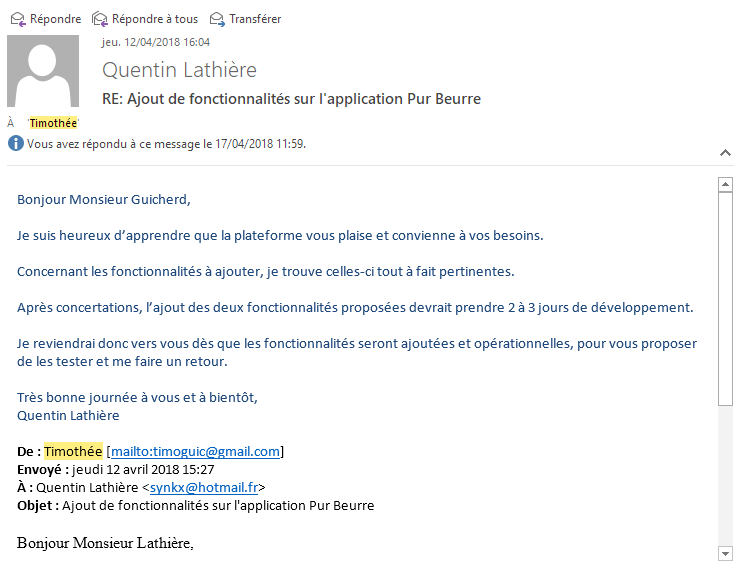 Répondre Répondre à tous Transférer
jeu. 12/04/2018 16:04
Quentin Lathière
RE: Ajout de fonctionnalités sur l'application Pur Beurre
À 'Timothée'
Vous avez répondu à ce message le 17/04/2018 11:59.
Bonjour Monsieur Guicherd,
Je suis heureux d'apprendre que la plateforme vous plaise et convienne à vos besoins.
Concernant les fonctionnalités à ajouter, je trouve celles-ci tout à fait pertinentes.
Après concertations, l'ajout des deux fonctionnalités proposées devrait prendre 2 à 3 jours de développement.
Je reviendrai donc vers vous dès que les fonctionnalités seront ajoutées et opérationnelles, pour vous proposer
de les tester et me faire un retour.
Très bonne journée à vous et à bientôt,
Quentin Lathière
De : Timothée [mailto:timoguic@gmail.com]
Envoyé : jeudi 12 avril 2018 15:27
À : Quentin Lathière <synkx@hotmail.fr>
Objet : Ajout de fonctionnalités sur l'application Pur Beurre
Bonjour Monsieur Lathière,